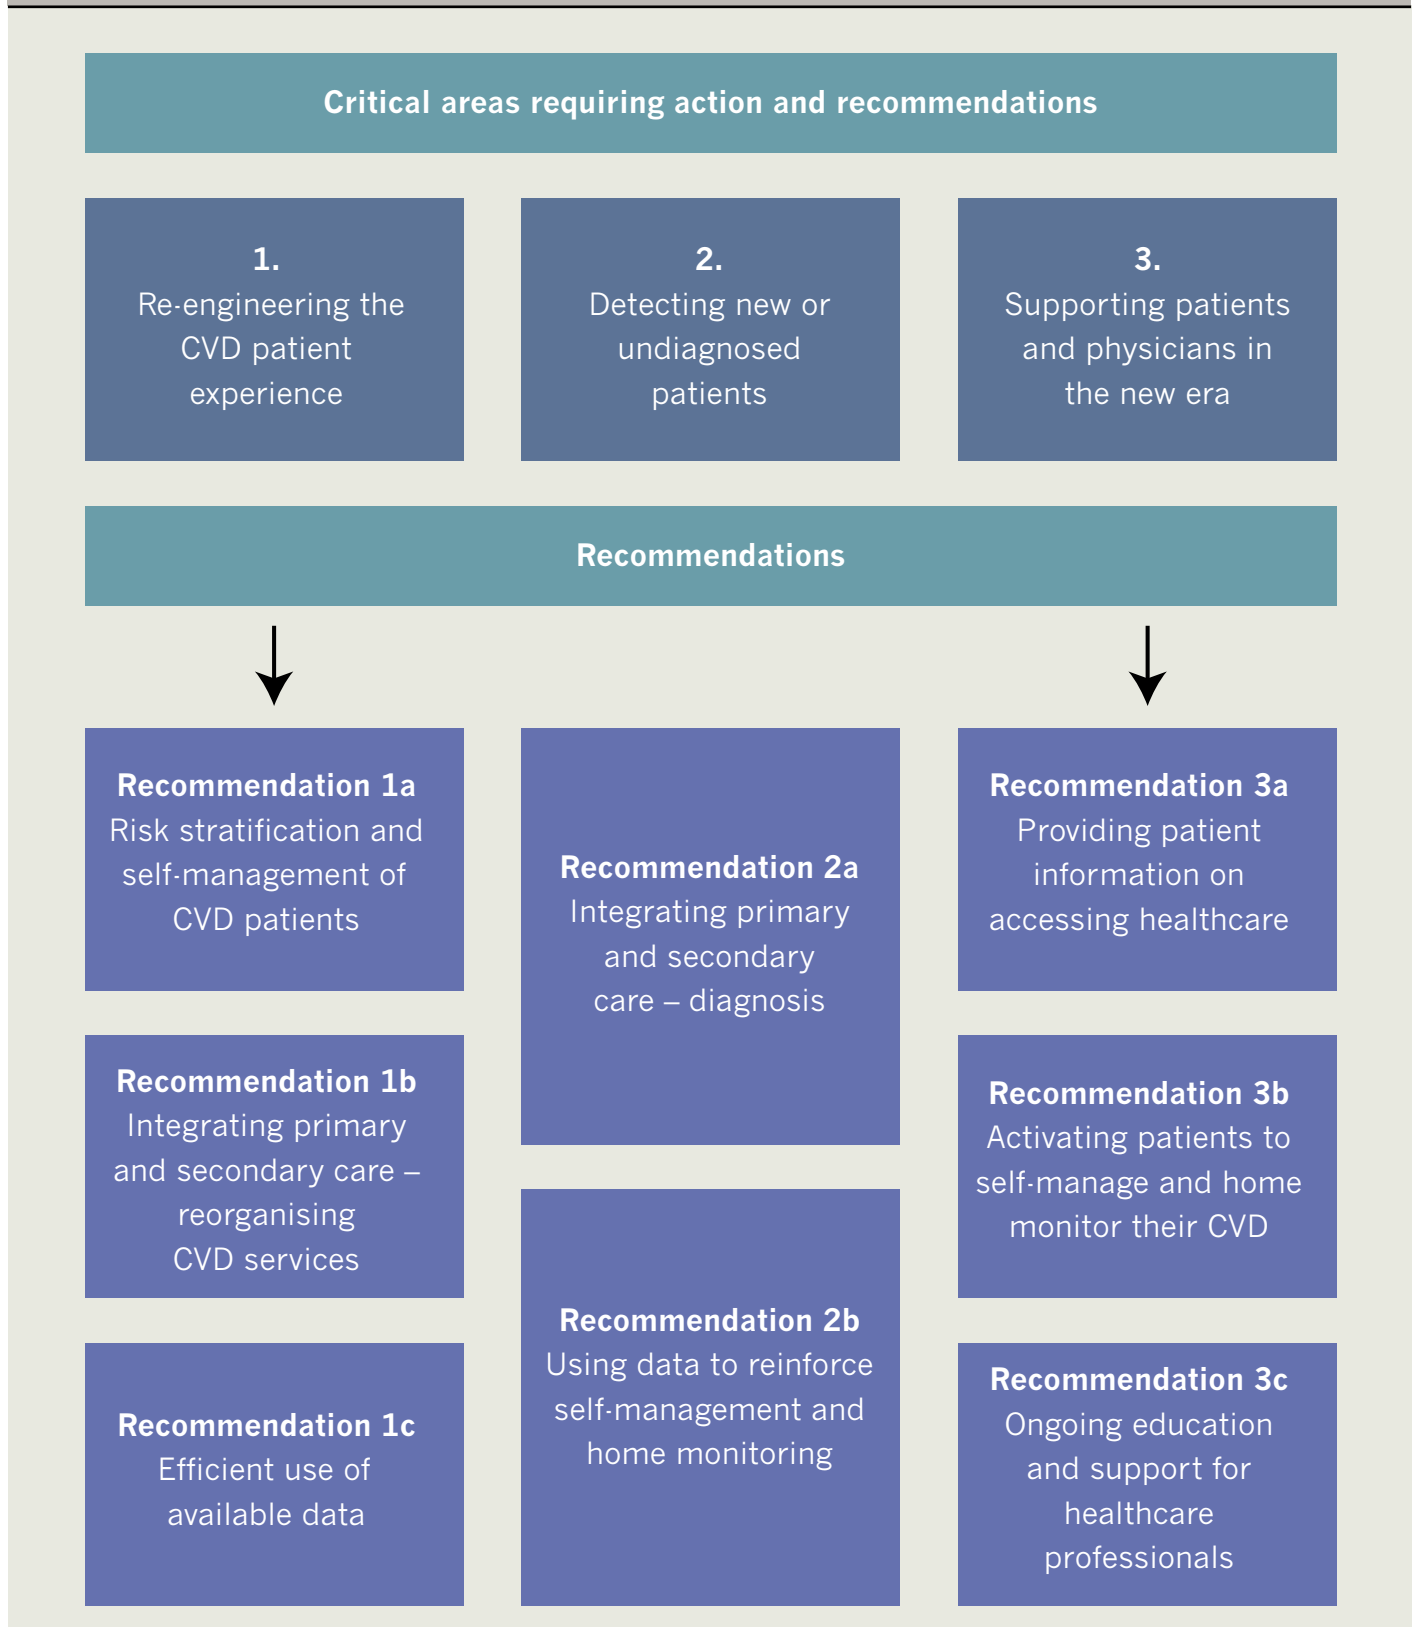 Critical areas requiring action and recommendations
1.
Re-engineering the
CVD patient
experience
2.
Detecting new or
undiagnosed
patients
3.
Supporting patients
and physicians in
the new era
Recommendations
Recommendation 1a
Risk stratification and
self-management of
CVD patients
Recommendation 1b
Integrating primary
and secondary care –
reorganising
CVD services
Recommendation 1c
Efficient use of
available data
Recommendation 2a
Integrating primary
and secondary
care – diagnosis
Recommendation 2b
Using data to reinforce
self-management and
home monitoring
Recommendation 3a
Providing patient
information on
accessing healthcare
Recommendation 3b
Activating patients to
self-manage and home
monitor their CVD
Recommendation 3c
Ongoing education
and support for
healthcare
professionals